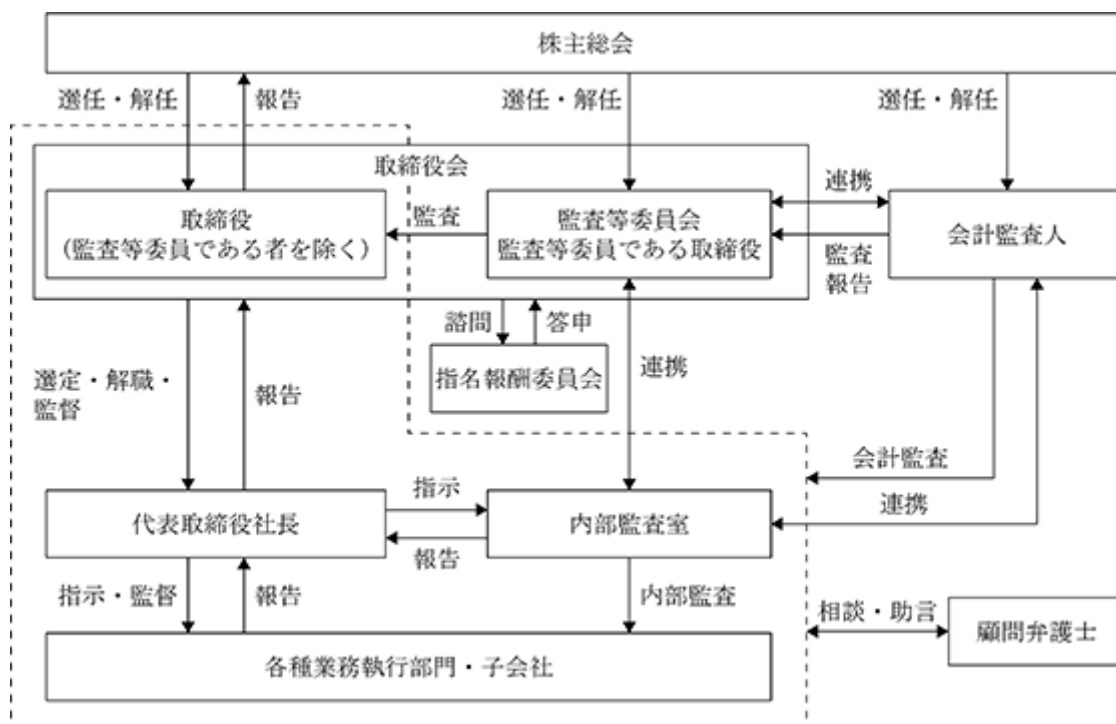 株主総会
選任・解任
報告
選任・解任
選任・解任
取締役会
取締役
(監査等委員である者を除く)
監査
監査等委員会
監査等委員である取締役
連携
監査
報告
会計監査人
諮問
答申
指名報酬委員会
連携
選定・解職・
監督
報告
会計監査
連携
代表取締役社長
指示
報告
内部監査室
指示・監督
報告
内部監査
相談・助言
顧問弁護士
各種業務執行部門・子会社